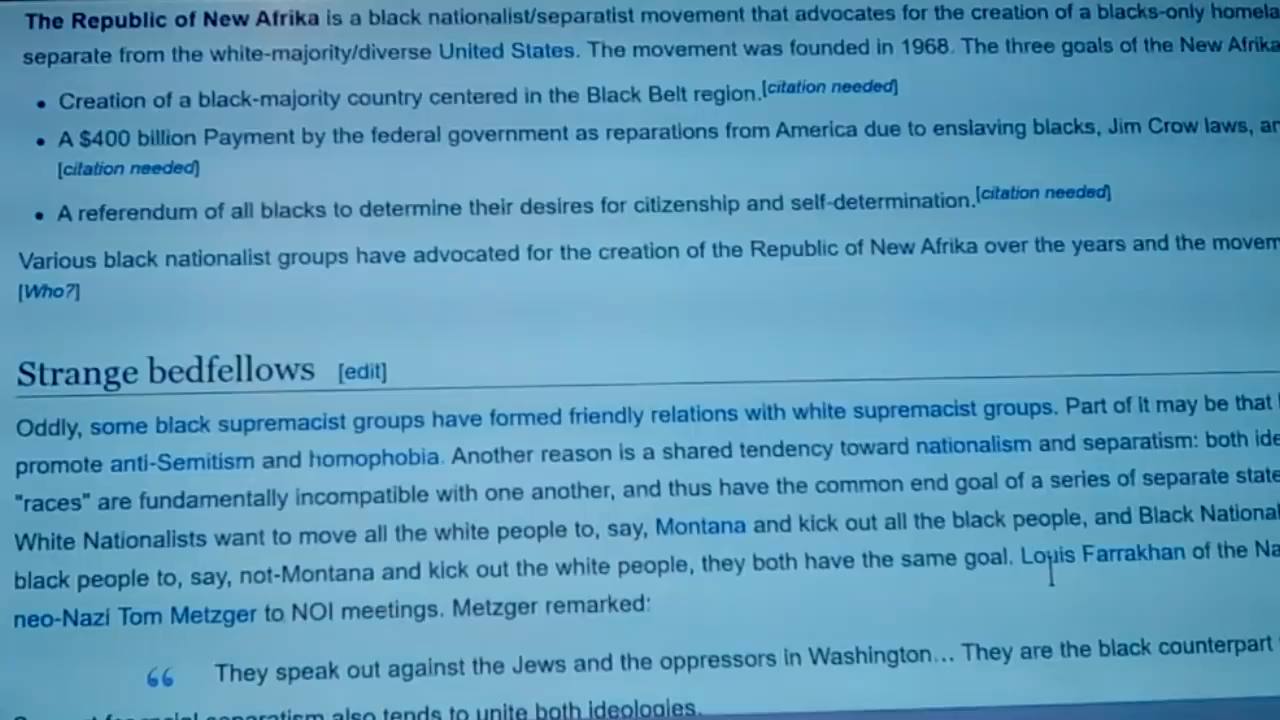 The Republic of New Afrika is a black nationalist/separatist movement that advocates for the creation of a blacks-only homela
separate from the white-majority/diverse United States. The movement was founded in 1968. The three goals of the New Afrika
• Creation of a black-majority country centered in the Black Belt region.[citation needed]
• A $400 billion Payment by the federal government as reparations from America due to enslaving blacks, Jim Crow laws, an
[citation needed]
• A referendum of all blacks to determine their desires for citizenship and self-determination.[citation needed]
Various black nationalist groups have advocated for the creation of the Republic of New Afrika over the years and the movem
[Who?]
Strange bedfellows [edit]
Oddly, some black supremacist groups have formed friendly relations with white supremacist groups. Part of it may be that
promote anti-Semitism and homophobia. Another reason is a shared tendency toward nationalism and separatism: both ide
"races" are fundamentally incompatible with one another, and thus have the common end goal of a series of separate state
White Nationalists want to move all the white people to, say, Montana and kick out all the black people, and Black National
black people to, say, not-Montana and kick out the white people, they both have the same goal. Louis Farrakhan of the Na
neo-Nazi Tom Metzger to NOI meetings. Metzger remarked:
“ They speak out against the Jews and the oppressors in Washington... They are the black counterpart
racial separatism also tends to unite both ideologies.